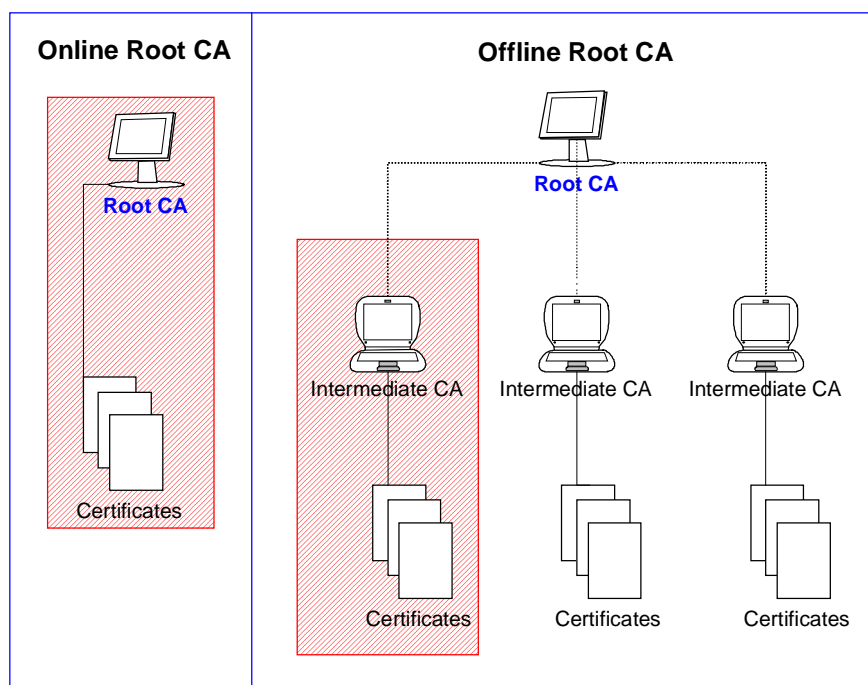 Online Root CA
Offline Root CA
Root CA
Root CA
Intermediate CA
Intermediate CA
Intermediate CA
Certificates
Certificates
Certificates
Certificates